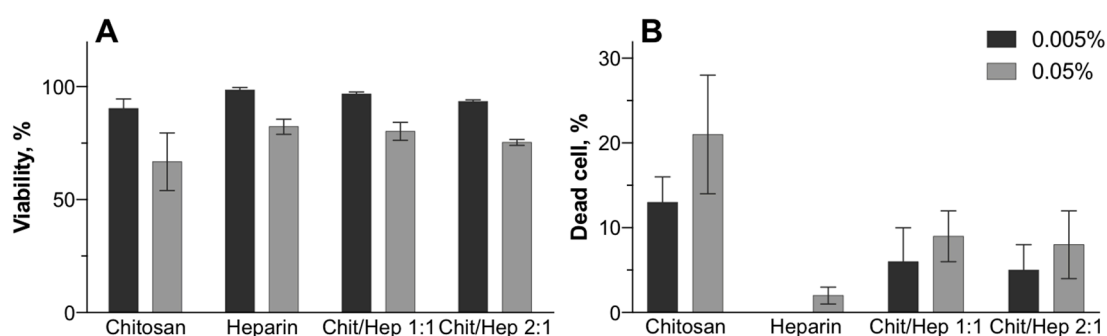 A
Viability, %
100
50
0
Chitosan Heparin Chit/Hep 1:1 Chit/Hep 2:1
B
0.005%
0.05%
Dead cell, %
30
20
10
0
Chitosan Heparin Chit/Hep 1:1 Chit/Hep 2:1